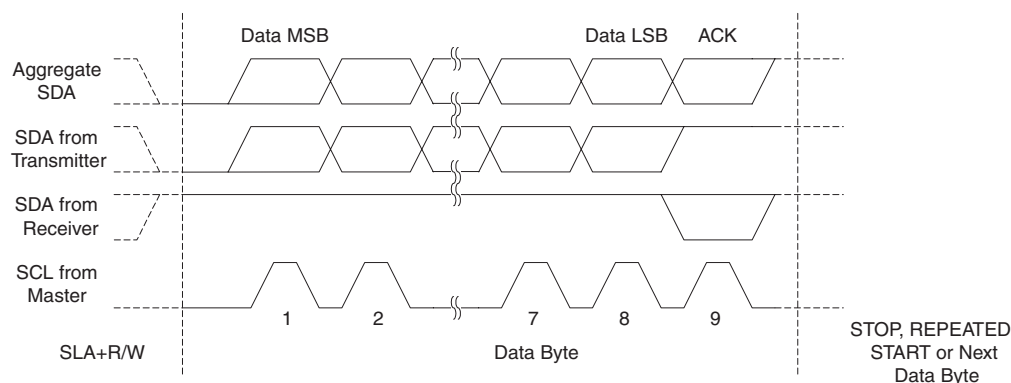 Data MSB
Data LSB
ACK
Aggregate
SDA
SDA from
Transmitter
SDA from
Receiver
SCL from
Master
1
2
7
8
9
SLA+R/W
Data Byte
STOP, REPEATED
START or Next
Data Byte